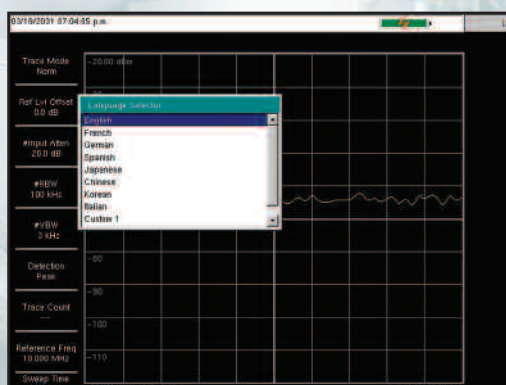 03/18/2031 07:04:55 p.m.
Trace Mode
Norm
-20.00 dBm
Ref Lvl Offset
0.0 dB
Language Selector
English
French
German
Spanish
Japanese
Chinese
Korean
Italian
Custom 1
#Input Atten
20.0 dB
#RBW
100 kHz
#VBW
3 kHz
Detection
Peak
-80
-90
Trace Count
--
-100
Reference Freq
10.000 MHz
-110
Sweep Time